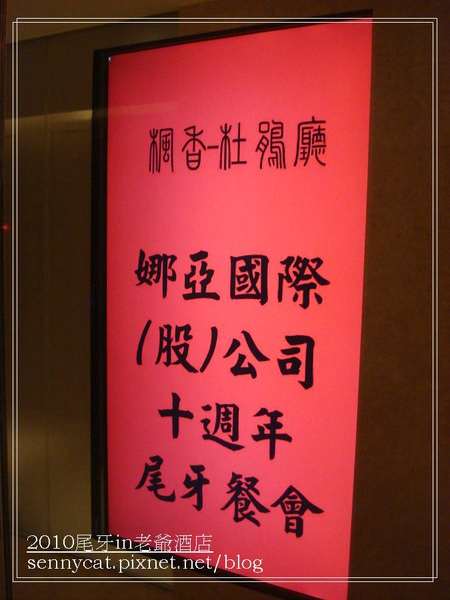 楓香-杜鵑廳
娜亞國際
(股)公司
十週年
尾牙餐會
2010尾牙in老爺酒店
sennycat.pixnet.net/blog